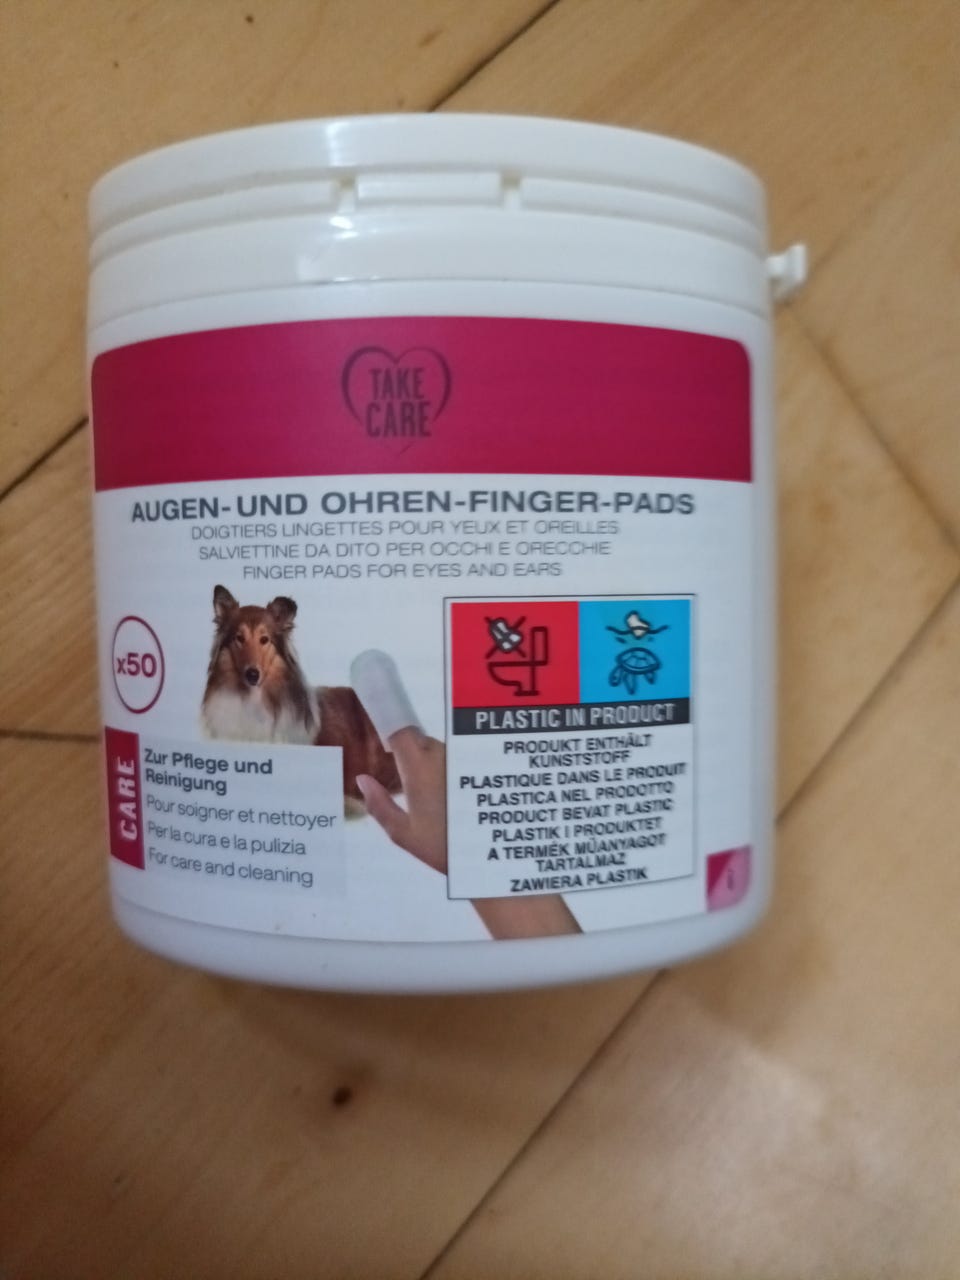 TAKE
CARE
AUGEN- UND OHREN-FINGER-PADS
DOIGTIERS LINGETTES POUR YEUX ET OREILLES
SALVIETTINE DA DITO PER OCCHI E ORECCHIE
FINGER PADS FOR EYES AND EARS
x50
CARE
Zur Pflege und
Reinigung
Pour soigner et nettoyer
Per la cura e la pulizia
For care and cleaning
PLASTIC IN PRODUCT
PRODUKT ENTHÄLT
KUNSTSTOFF
PLASTIQUE DANS LE PRODUIT
PLASTICA NEL PRODOTTO
PRODUCT BEVAT PLASTIC
PLASTIK I PRODUKTET
A TERMÉK MŰANYAGOT
TARTALMAZ
ZAWIERA PLASTIK
i